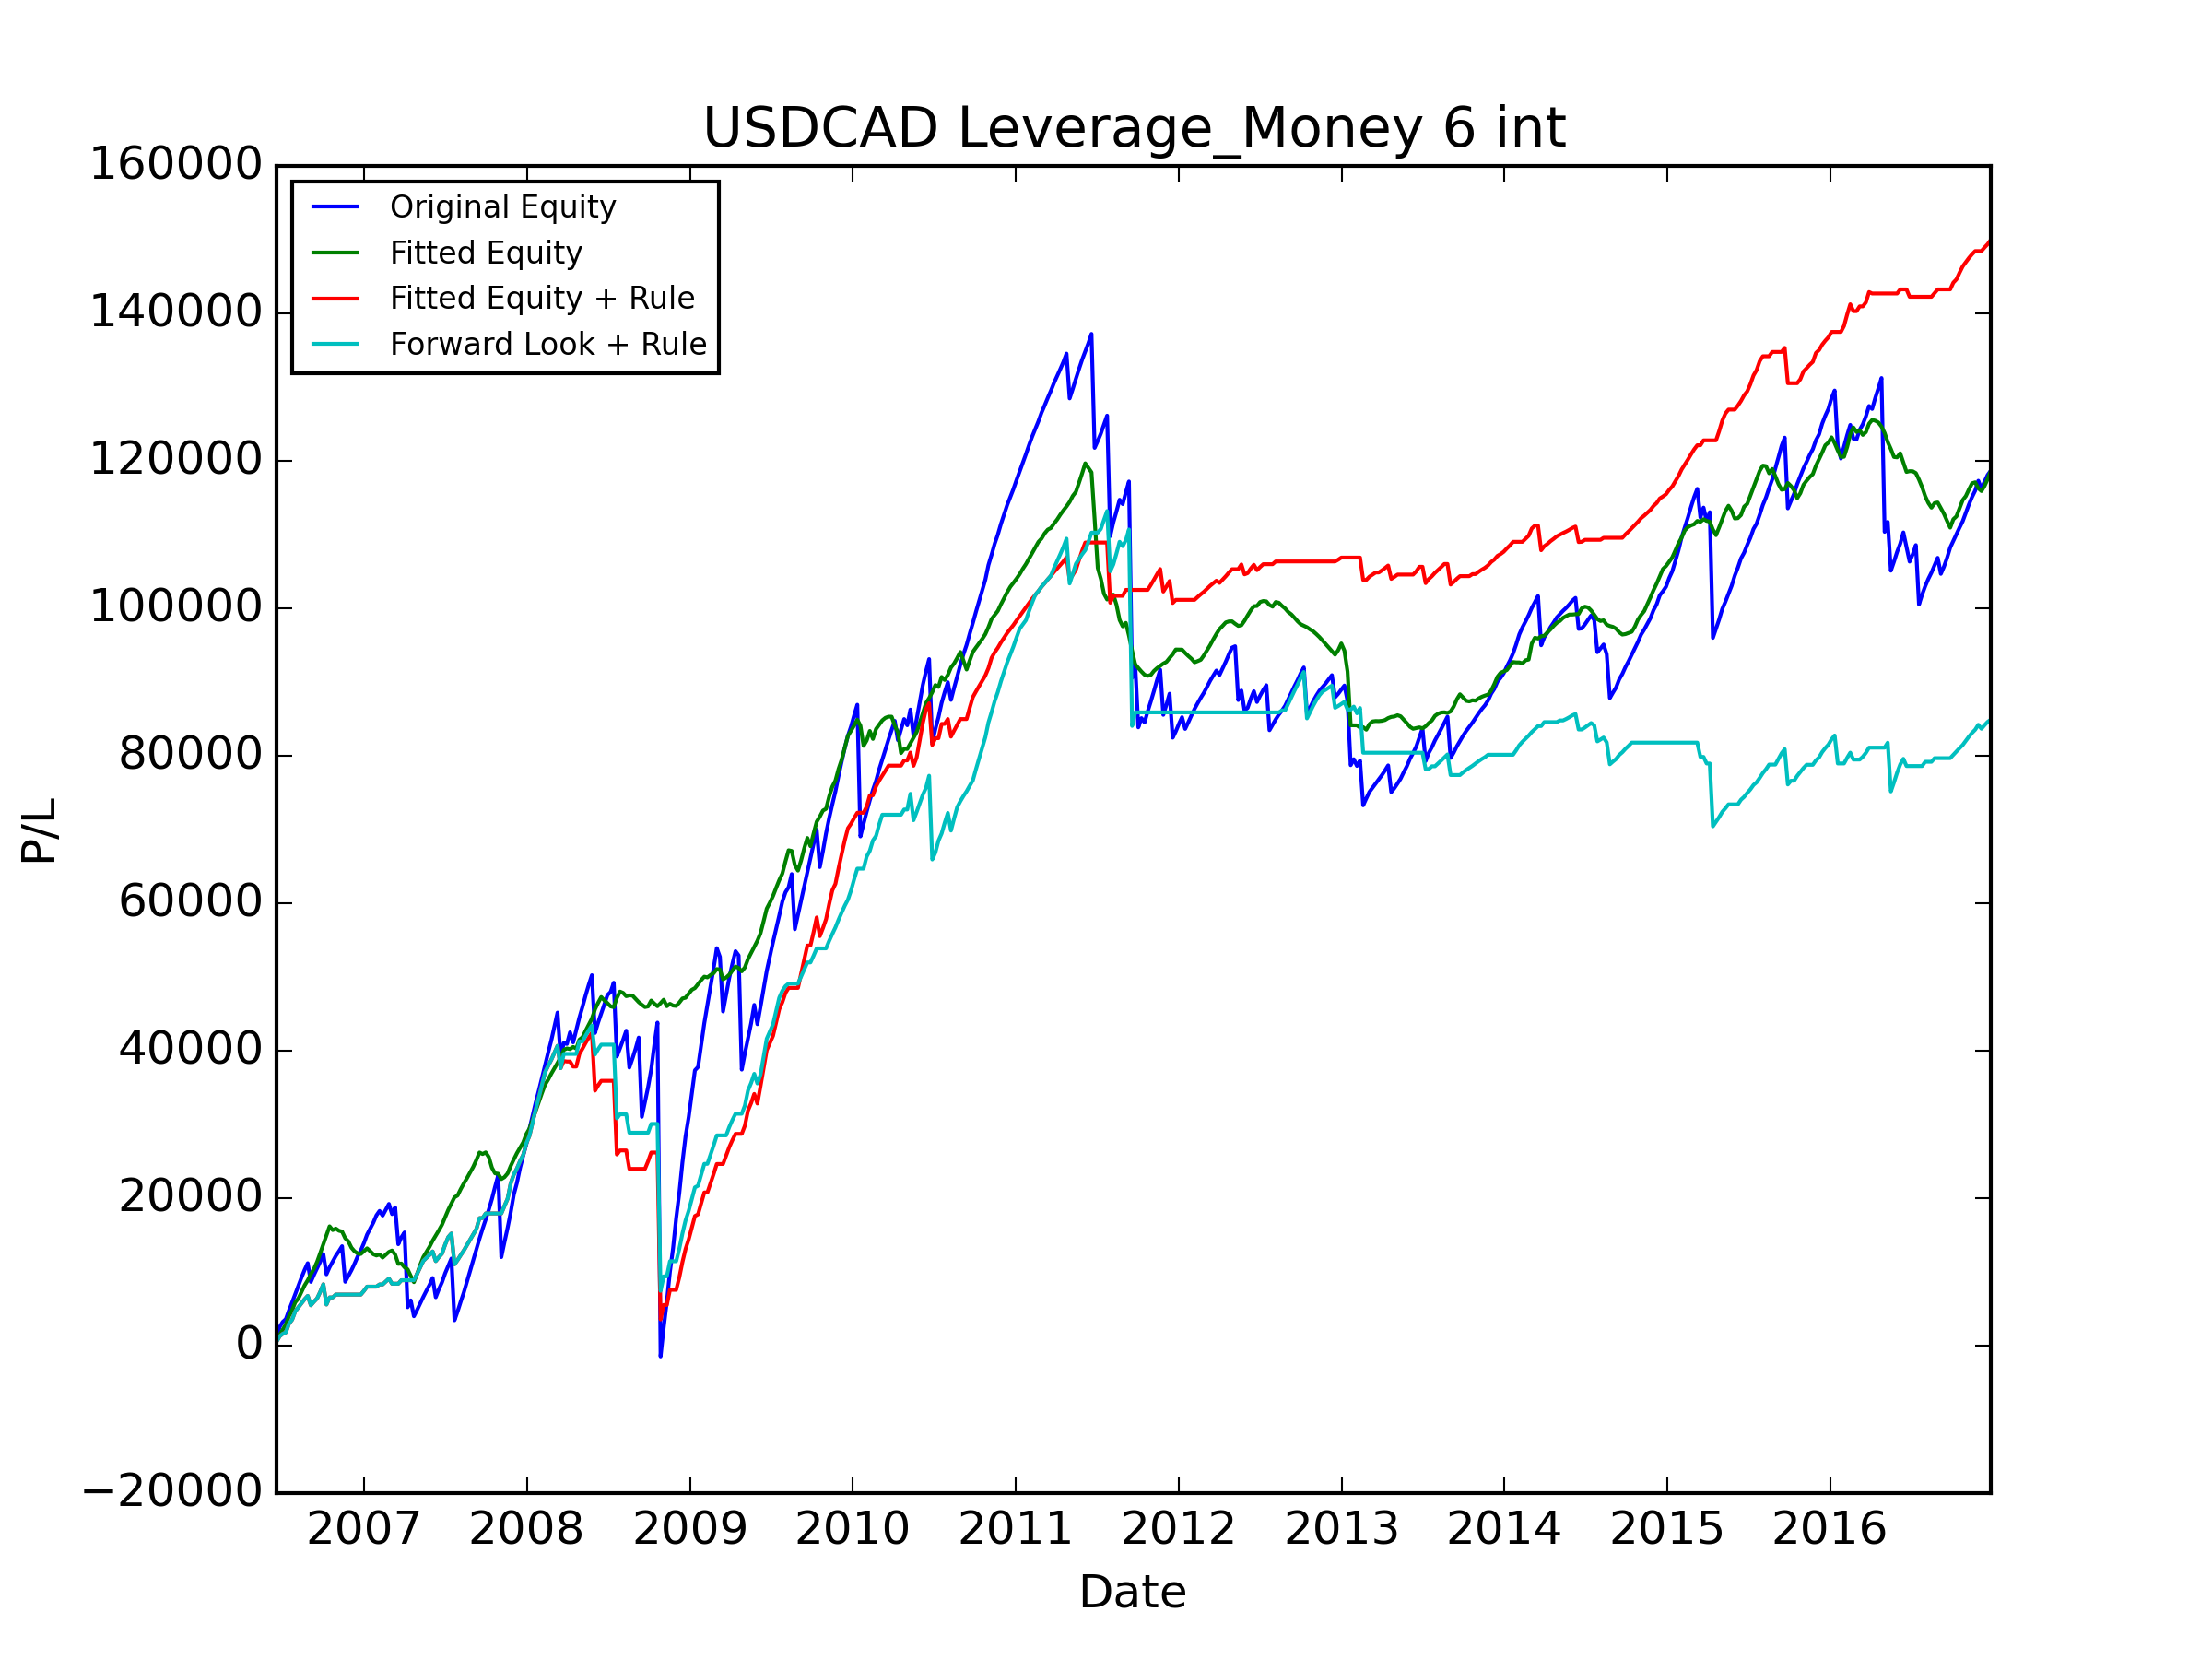 USDCAD Leverage_Money 6 int
160000
140000
120000
100000
80000
60000
40000
20000
0
−20000
Original Equity
Fitted Equity
Fitted Equity + Rule
Forward Look + Rule
P/L
2007 2008 2009 2010 2011 2012 2013 2014 2015 2016
Date